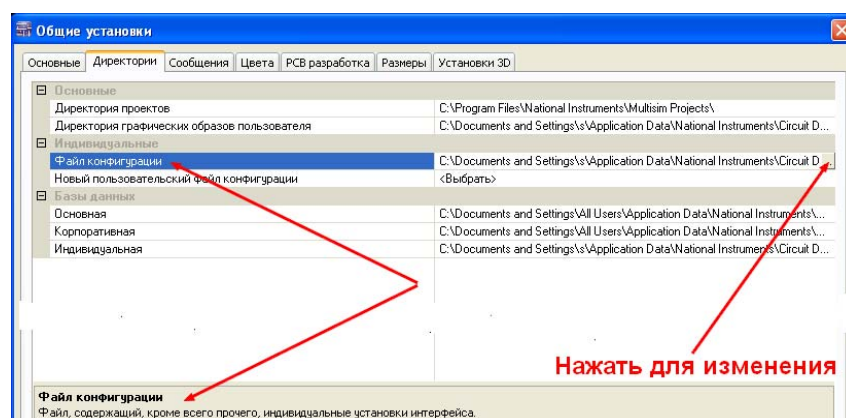 Общие установки
Основные Директории Сообщения Цвета PCB разработка Размеры Установки 3D
Основные
Директория проектов C:\Program Files\National Instruments\Multisim Projects\
Директория графических образов пользователя C:\Documents and Settings\s\Application Data\National Instruments\Circuit D...
Индивидуальные
Файл конфигурации C:\Documents and Settings\s\Application Data\National Instruments\Circuit D...
Новый пользовательский файл конфигурации <Выбрать>
Базы данных
Основная C:\Documents and Settings\All Users\Application Data\National Instruments\...
Корпоративная C:\Documents and Settings\All Users\Application Data\National Instruments\...
Индивидуальная C:\Documents and Settings\s\Application Data\National Instruments\Circuit D...
Нажать для изменения
Файл конфигурации
Файл, содержащий, кроме всего прочего, индивидуальные установки интерфейса.